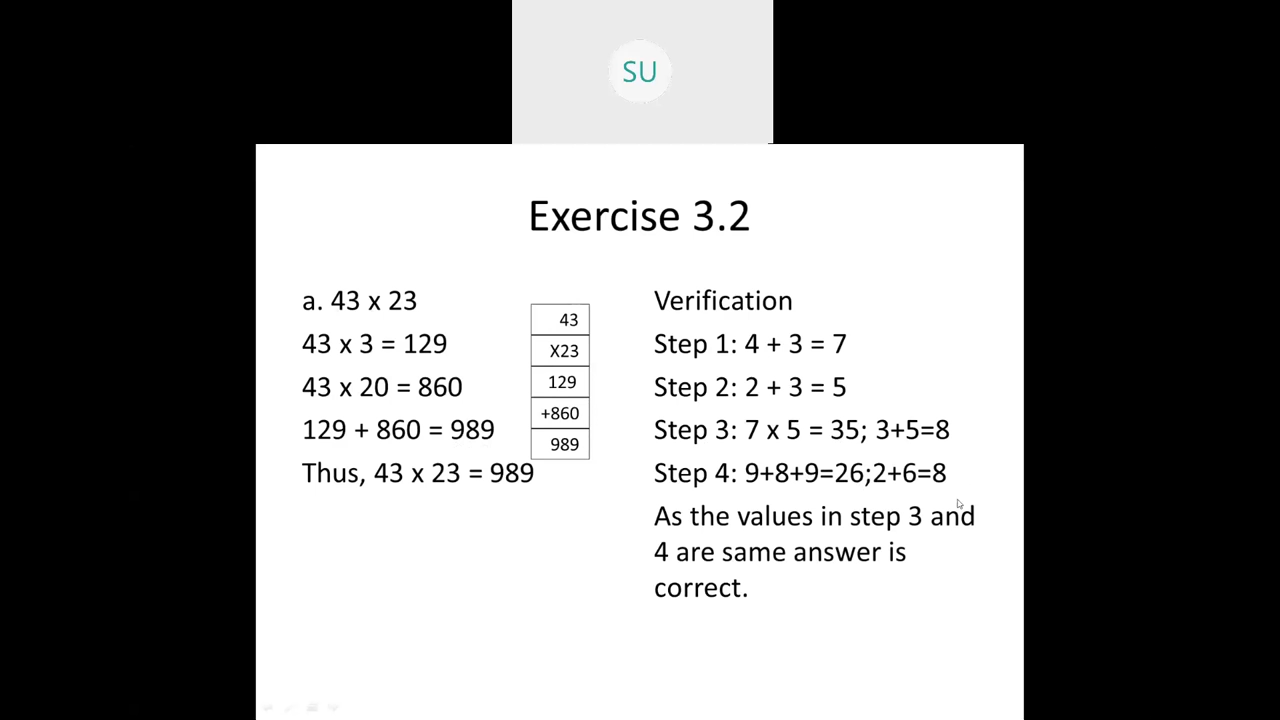 SU
Exercise 3.2
a. 43 x 23
43 x 3 = 129
43 x 20 = 860
129 + 860 = 989
Thus, 43 x 23 = 989
43
X23
129
+860
989
Verification
Step 1: 4 + 3 = 7
Step 2: 2 + 3 = 5
Step 3: 7 x 5 = 35; 3+5=8
Step 4: 9+8+9=26;2+6=8
As the values in step 3 and
4 are same answer is
correct.